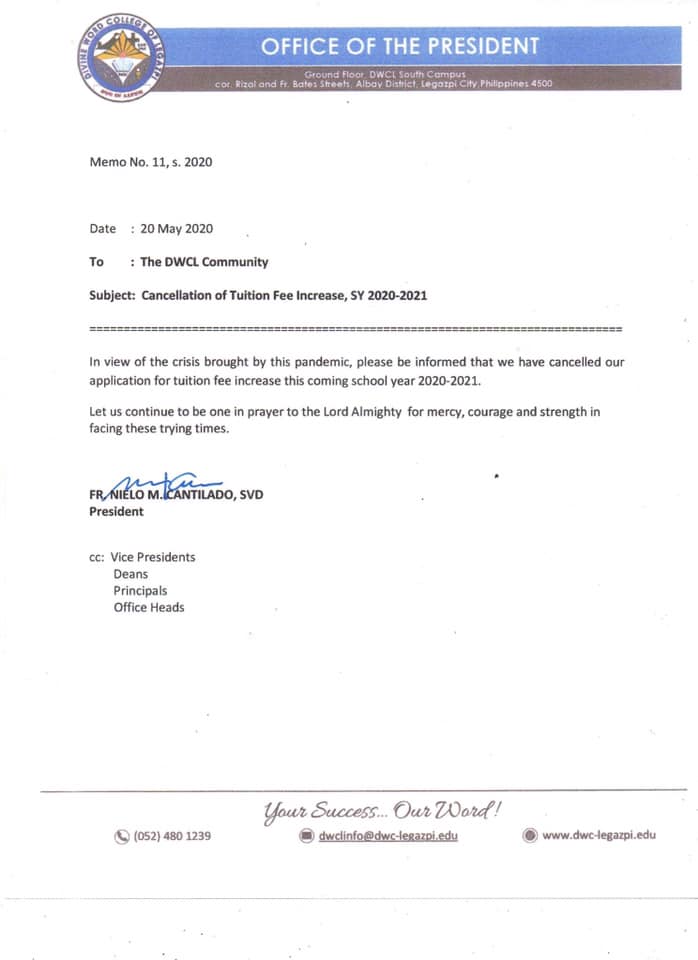 DIVINE WORD COLLEGE OF LEGAZPI
OFFICE OF THE PRESIDENT
Ground Floor, DWCL South Campus
cor. Rizal and Fr. Bates Streets, Albay District, Legazpi City, Philippines 4500
Memo No. 11, s. 2020
Date : 20 May 2020
To : The DWCL Community
Subject: Cancellation of Tuition Fee Increase, SY 2020-2021
==============================================================================
In view of the crisis brought by this pandemic, please be informed that we have cancelled our
application for tuition fee increase this coming school year 2020-2021.
Let us continue to be one in prayer to the Lord Almighty for mercy, courage and strength in
facing these trying times.
FR. NIELO M. CANTILADO, SVD
President
cc: Vice Presidents
Deans
Principals
Office Heads
Your Success... Our Word!
(052) 480 1239 dwclinfo@dwc-legazpi.edu www.dwc-legazpi.edu